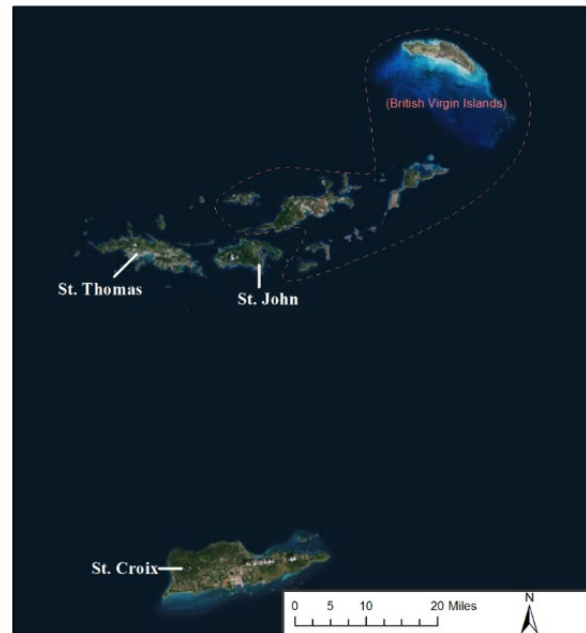 (British Virgin Islands)
St. Thomas
St. John
St. Croix
0 5 10 20 Miles
N